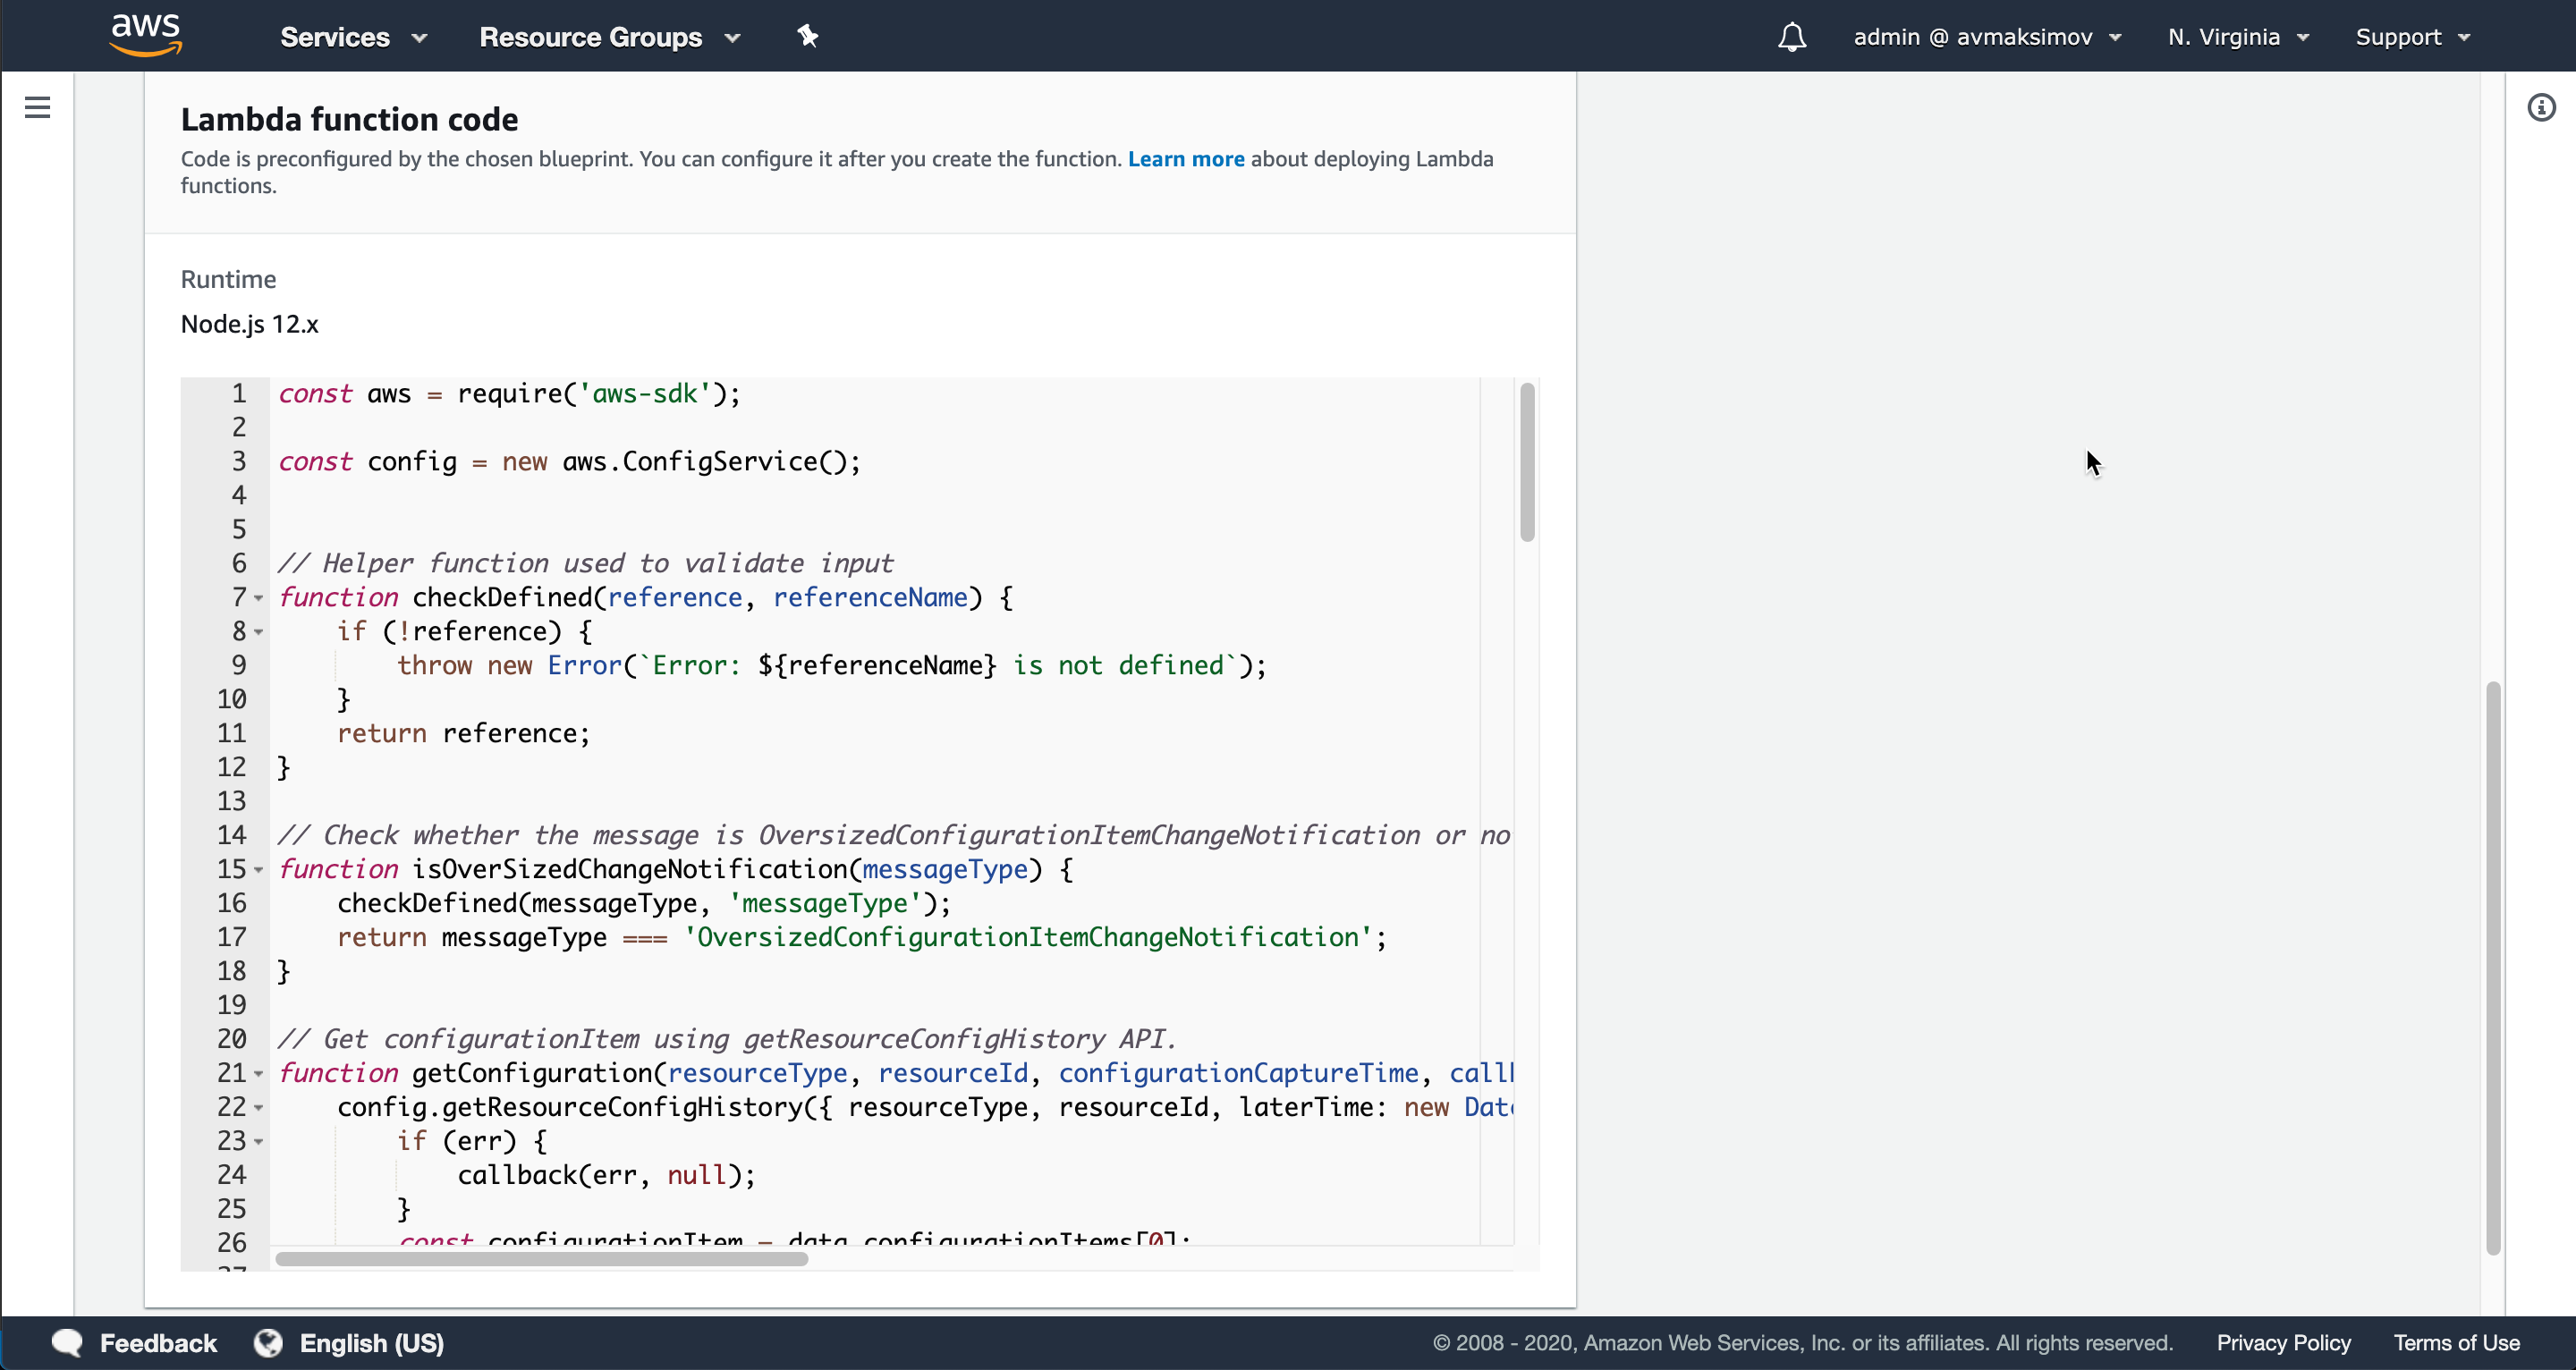 aws Services Resource Groups admin @ avmaksimov N. Virginia Support
Lambda function code
Code is preconfigured by the chosen blueprint. You can configure it after you create the function. Learn more about deploying Lambda
functions.
Runtime
Node.js 12.x
1 const aws = require('aws-sdk');
2
3 const config = new aws.ConfigService();
4
5
6 // Helper function used to validate input
7 function checkDefined(reference, referenceName) {
8     if (!reference) {
9         throw new Error(`Error: ${referenceName} is not defined`);
10     }
11     return reference;
12 }
13
14 // Check whether the message is OversizedConfigurationItemChangeNotification or no
15 function isOverSizedChangeNotification(messageType) {
16     checkDefined(messageType, 'messageType');
17     return messageType === 'OversizedConfigurationItemChangeNotification';
18 }
19
20 // Get configurationItem using getResourceConfigHistory API.
21 function getConfiguration(resourceType, resourceId, configurationCaptureTime,
22     config.getResourceConfigHistory({ resourceType, resourceId, laterTime: new
23         if (err) {
24             callback(err, null);
25         }
26         const configurationItem = data.configurationItems[0];
27
Feedback English (US) © 2008 - 2020, Amazon Web Services, Inc. or its affiliates. All rights reserved. Privacy Policy Terms of Use